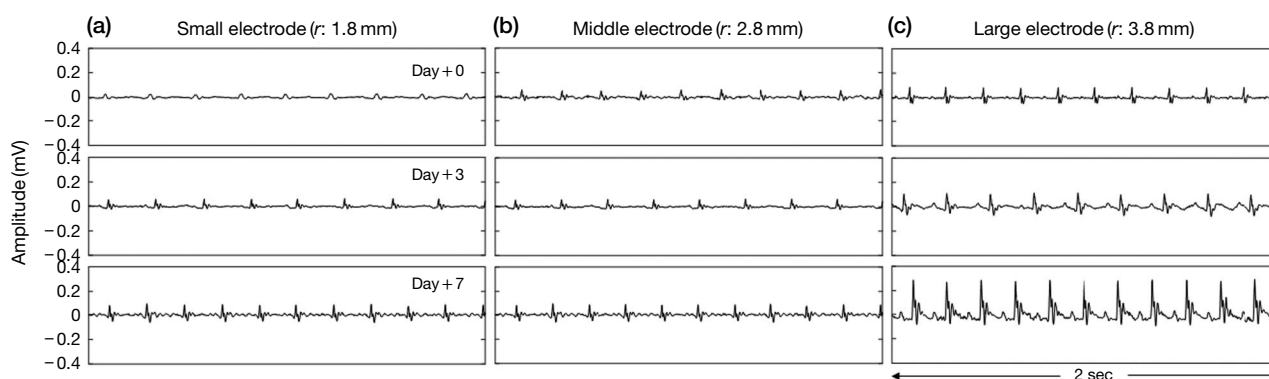 (a) Small electrode (r: 1.8 mm) (b) Middle electrode (r: 2.8 mm) (c) Large electrode (r: 3.8 mm)
Amplitude (mV)
0.4
0.2
0
−0.2
−0.4
Day + 0
0.4
0.2
0
−0.2
−0.4
Day + 3
0.4
0.2
0
−0.2
−0.4
Day + 7
2 sec